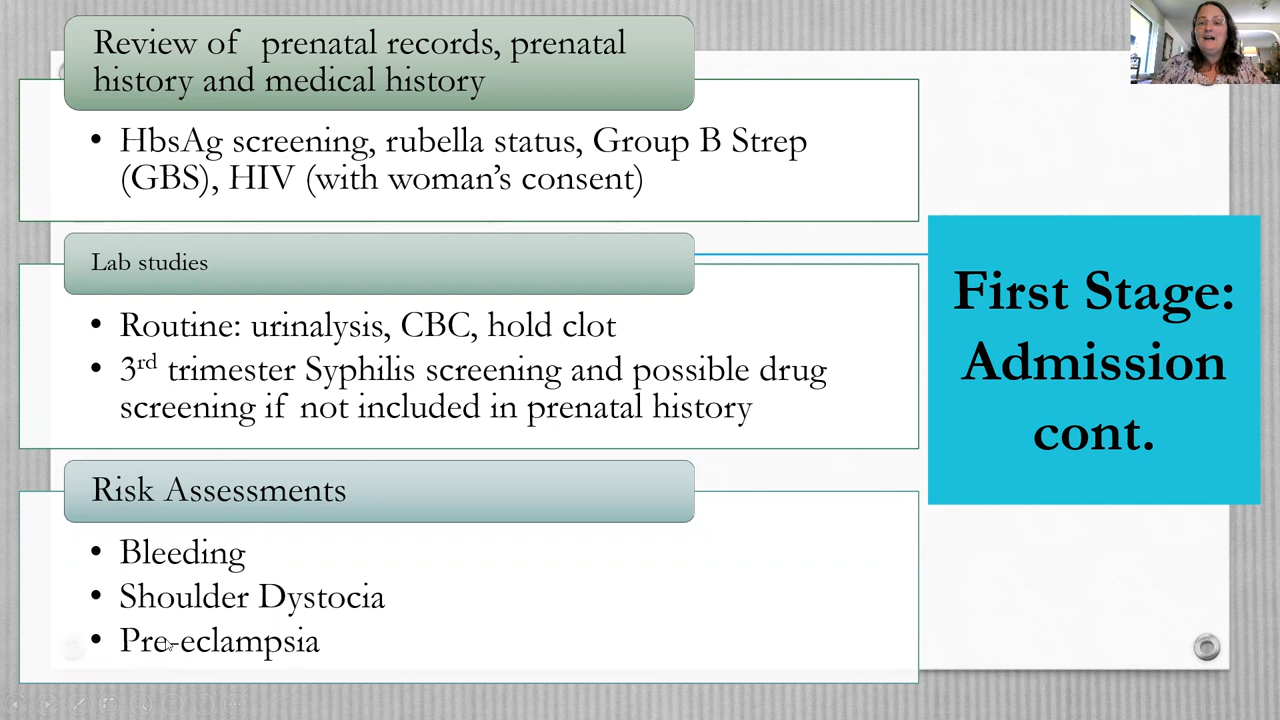 Review of prenatal records, prenatal
history and medical history
• HbsAg screening, rubella status, Group B Strep
(GBS), HIV (with woman's consent)
Lab studies
• Routine: urinalysis, CBC, hold clot
• 3rd trimester Syphilis screening and possible drug
screening if not included in prenatal history
Risk Assessments
• Bleeding
• Shoulder Dystocia
• Pre-eclampsia
First Stage:
Admission
cont.